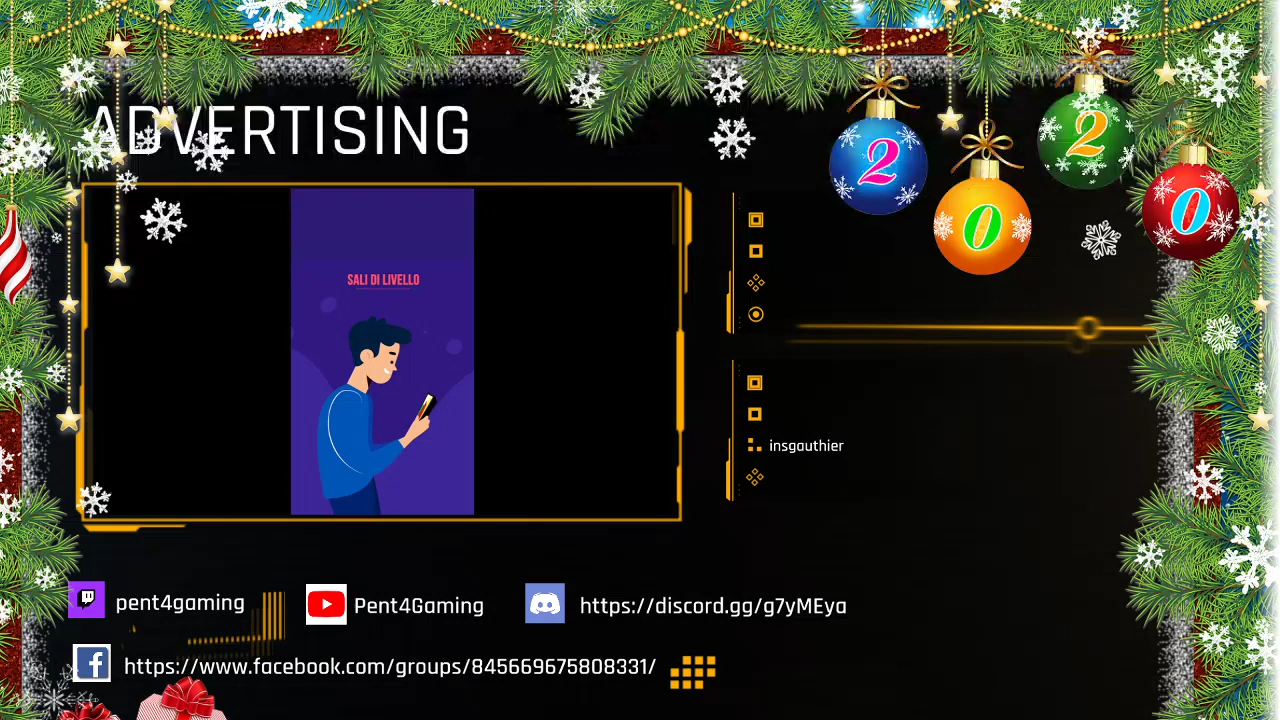 ADVERTISING
2
0
2
0
SALI DI LIVELLO
insgauthier
pent4gaming
Pent4Gaming
https://discord.gg/g7yMEya
https://www.facebook.com/groups/845669675808331/